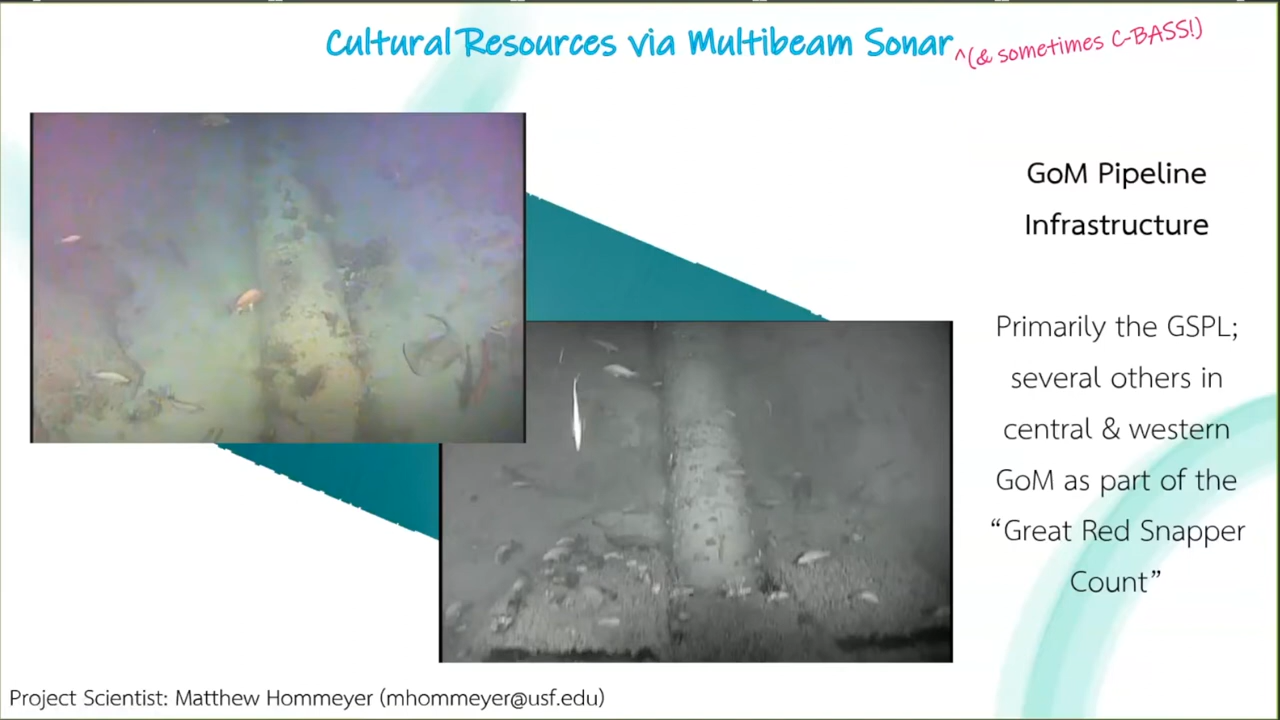 Cultural Resources via Multibeam Sonar ^(& sometimes C-BASS!)
GoM Pipeline
Infrastructure
Primarily the GSPL;
several others in
central & western
GoM as part of the
“Great Red Snapper
Count”
Project Scientist: Matthew Hommeyer (mhommeyer@usf.edu)